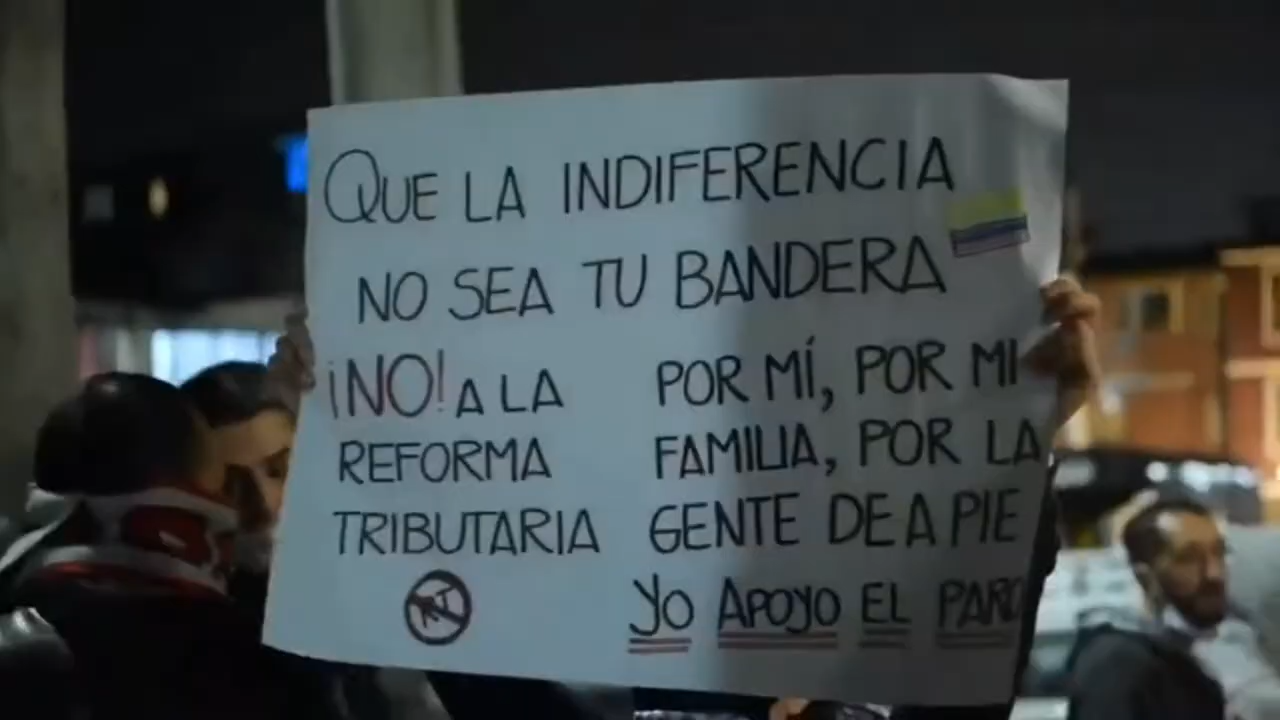 QUE LA INDIFERENCIA
NO SEA TU BANDERA
¡NO! A LA
REFORMA
TRIBUTARIA
RT
POR MÍ, POR MI
FAMILIA, POR LA
GENTE DE A PIE
YO APOYO EL PARO